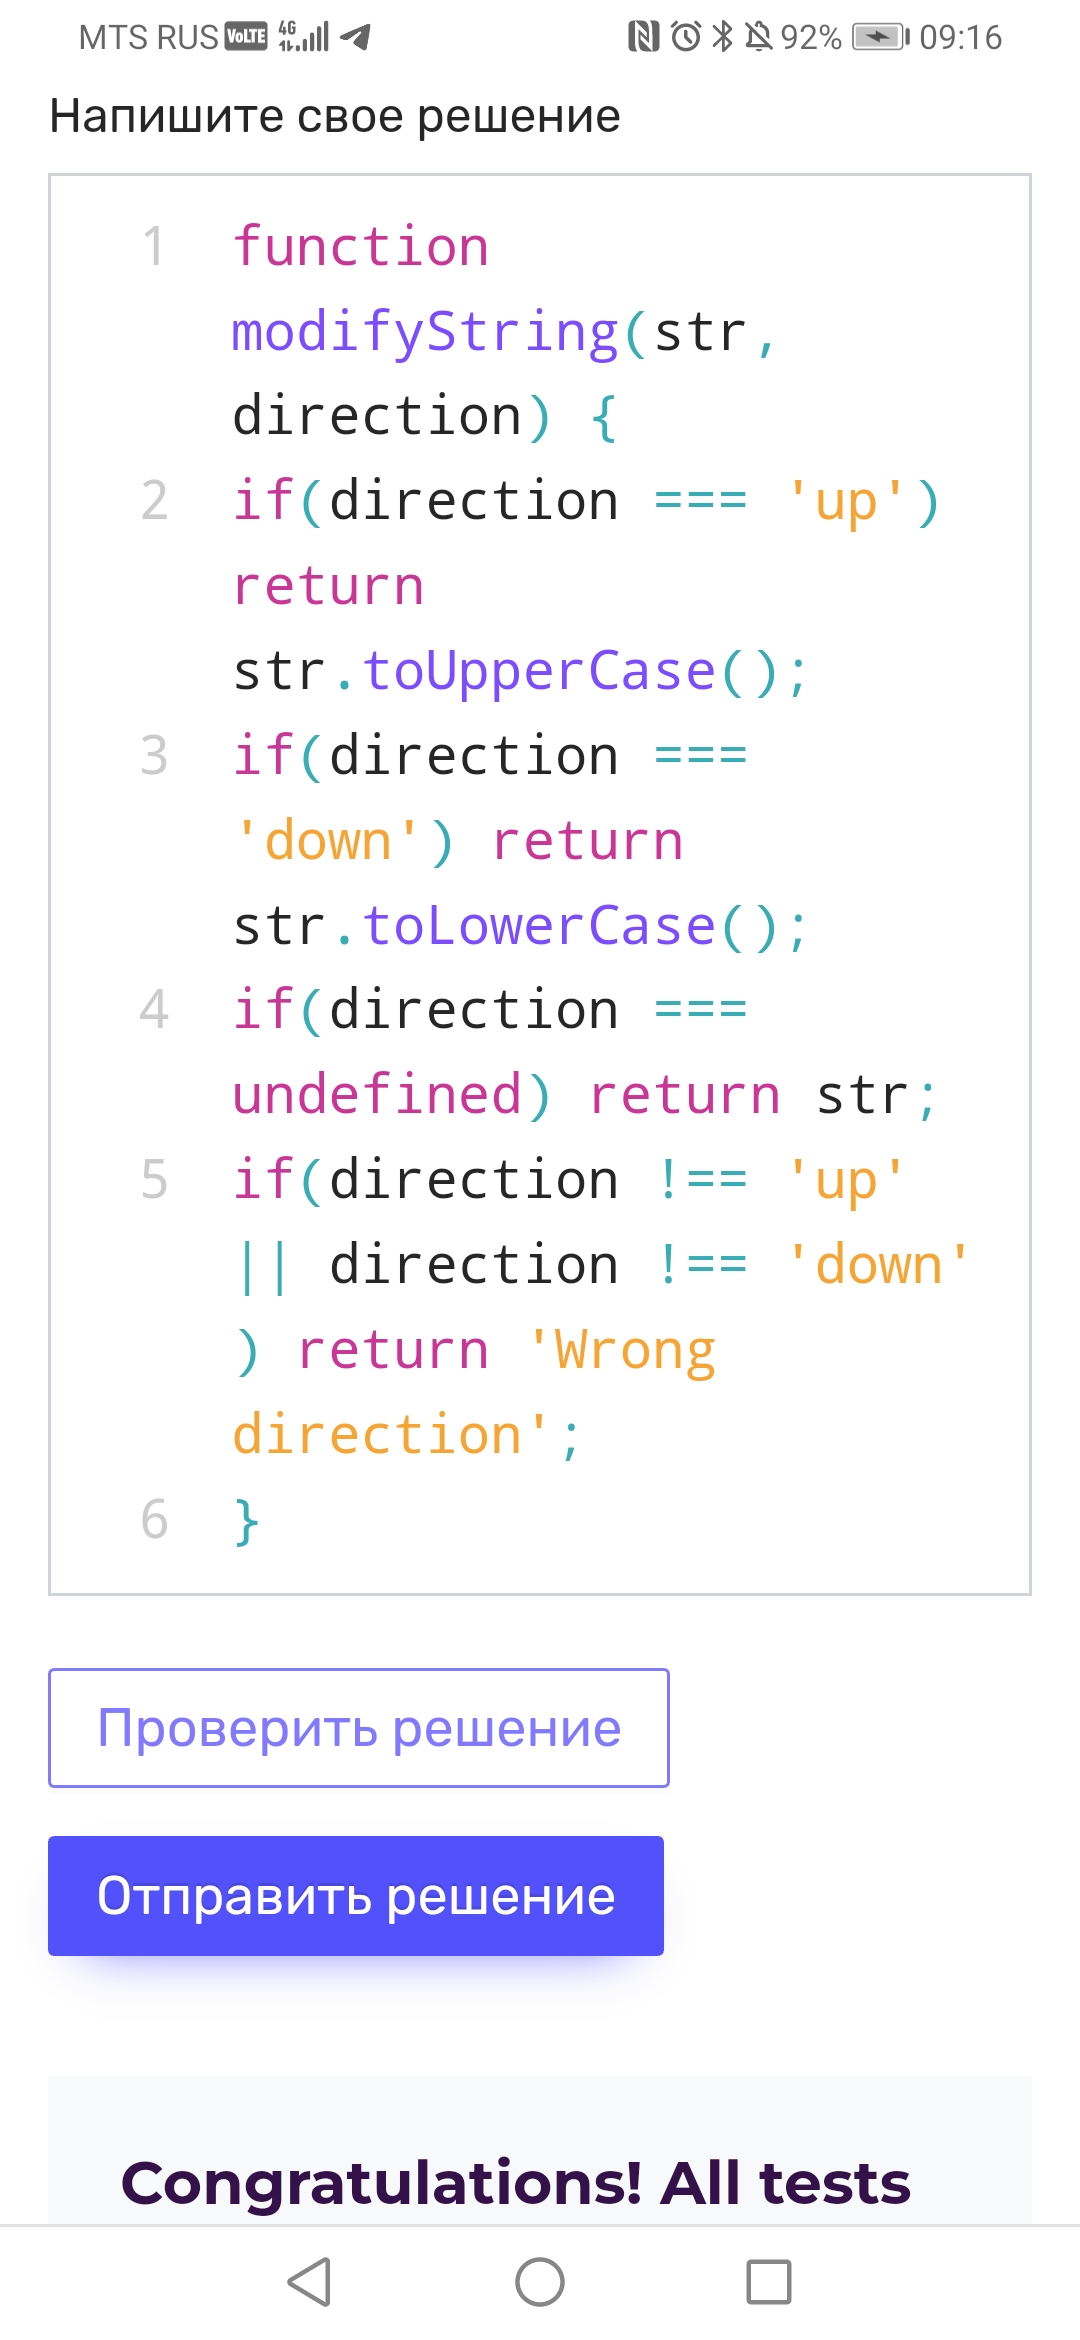 MTS RUS VoLTE 4G 92% 09:16
Напишите свое решение
1 function
modifyString(str,
direction) {
2 if(direction === 'up')
return
str.toUpperCase();
3 if(direction ===
'down') return
str.toLowerCase();
4 if(direction ===
undefined) return str;
5 if(direction !== 'up'
|| direction !== 'down'
) return 'Wrong
direction';
6 }
Проверить решение
Отправить решение
Congratulations! All tests